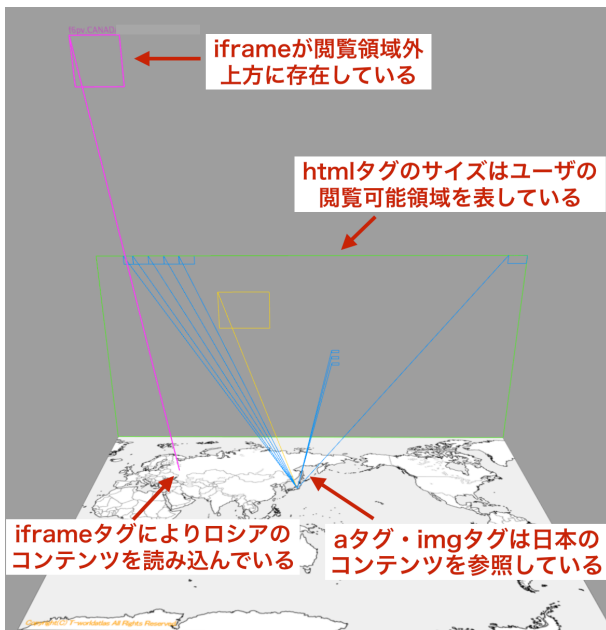 iframeが閲覧領域外
上方に存在している
htmlタグのサイズはユーザの
閲覧可能領域を表している
iframeタグによりロシアの
コンテンツを読み込んでいる
aタグ・imgタグは日本の
コンテンツを参照している
All Rights Reserved